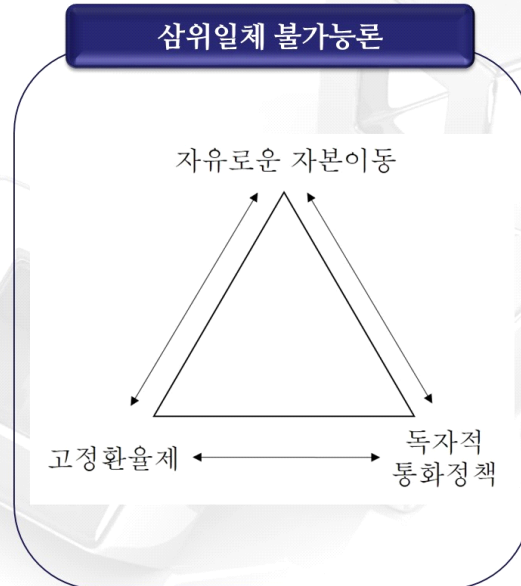 삼위일체 불가능론
자유로운 자본이동
고정환율제
독자적
통화정책